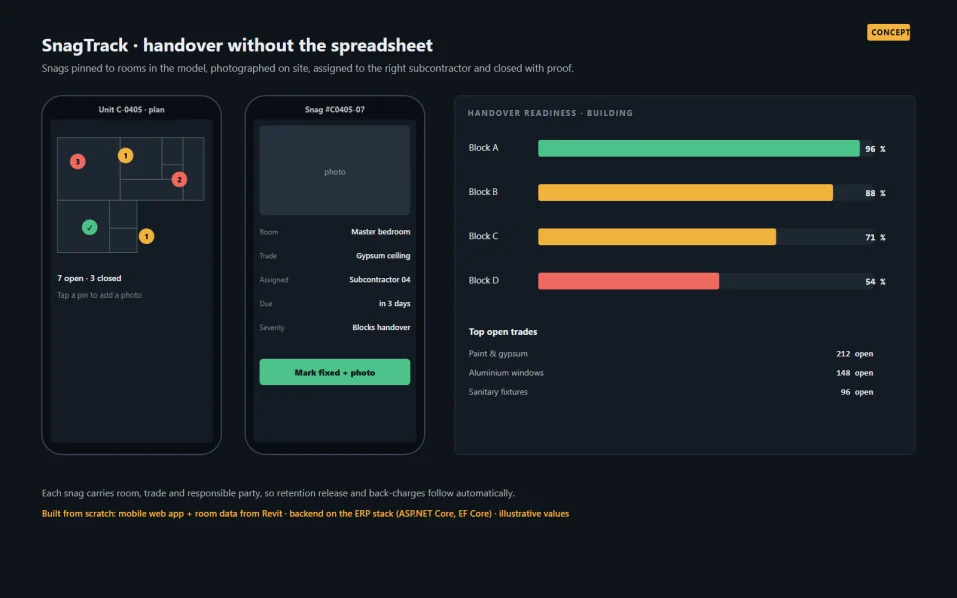 CONCEPT
SnagTrack · handover without the spreadsheet
Snags pinned to rooms in the model, photographed on site, assigned to the right subcontractor and closed with proof.
Unit C-0405 · plan
3
1
2
✓
1
7 open · 3 closed
Tap a pin to add a photo
Snag #C0405-07
photo
Room Master bedroom
Trade Gypsum ceiling
Assigned Subcontractor 04
Due in 3 days
Severity Blocks handover
Mark fixed + photo
HANDOVER READINESS · BUILDING
Block A 96 %
Block B 88 %
Block C 71 %
Block D 54 %
Top open trades
Paint & gypsum 212 open
Aluminium windows 148 open
Sanitary fixtures 96 open
Each snag carries room, trade and responsible party, so retention release and back-charges follow automatically.
Built from scratch: mobile web app + room data from Revit · backend on the ERP stack (ASP.NET Core, EF Core) · illustrative values